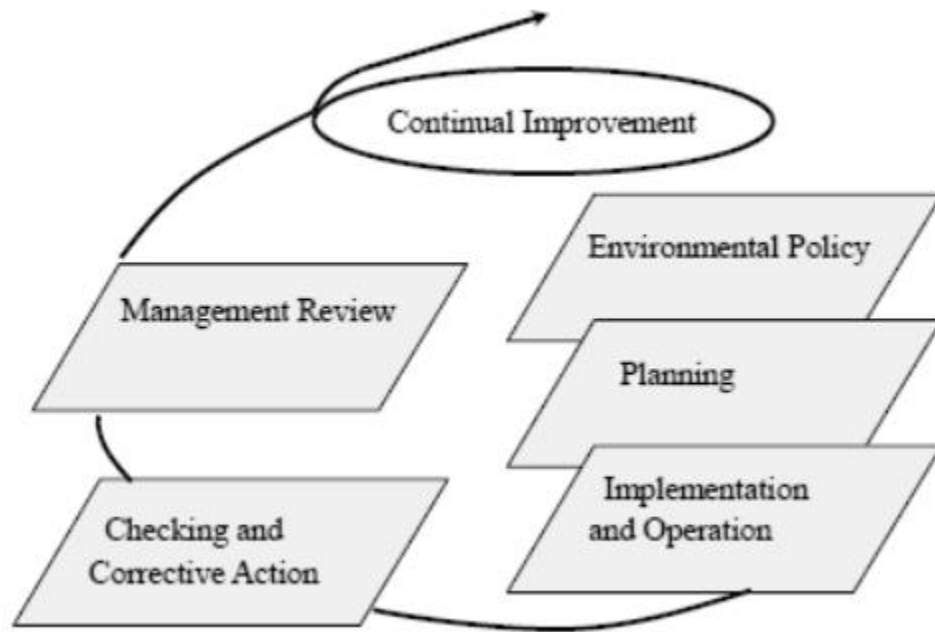 Continual Improvement
Environmental Policy
Management Review
Planning
Implementation
and Operation
Checking and
Corrective Action